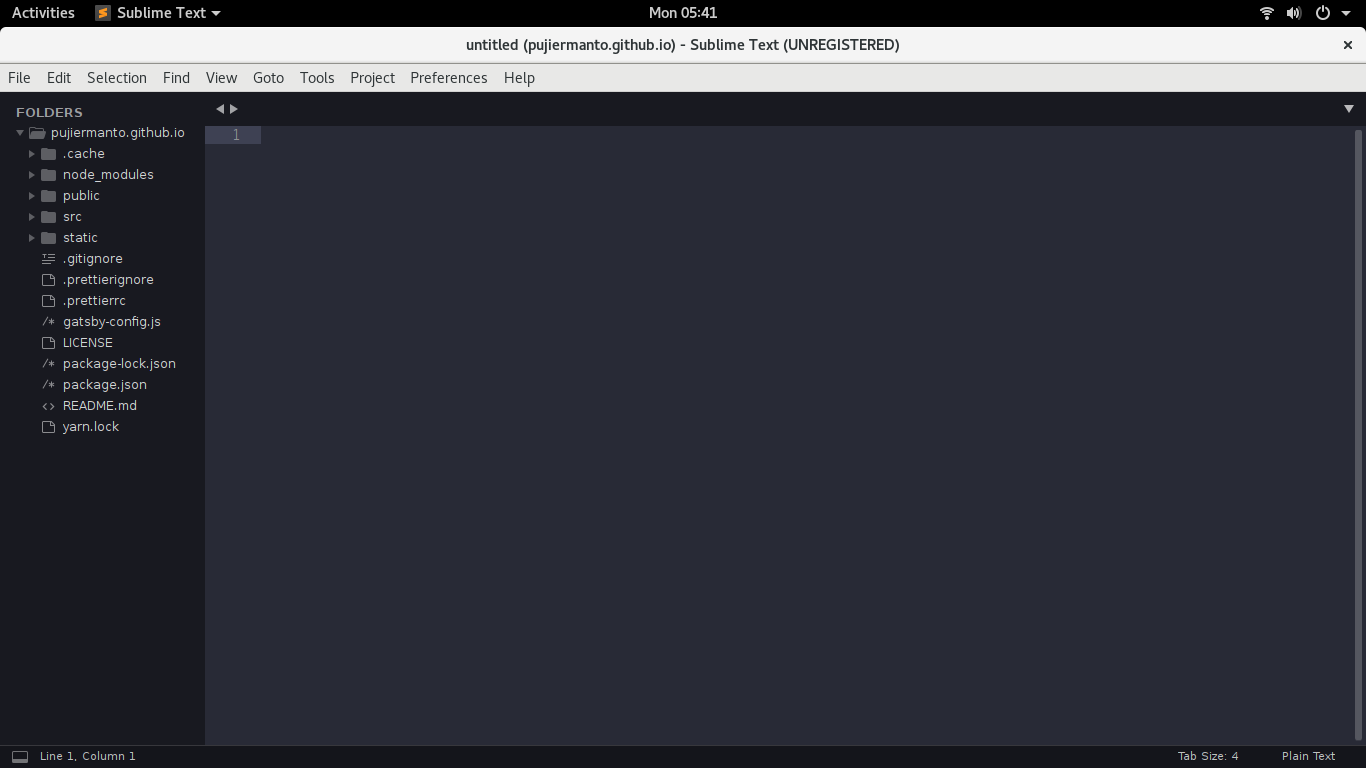 Activities Sublime Text Mon 05:41
untitled (pujiermanto.github.io) - Sublime Text (UNREGISTERED)
File Edit Selection Find View Goto Tools Project Preferences Help
FOLDERS
pujiermanto.github.io
.cache
node_modules
public
src
static
.gitignore
.prettierignore
.prettierrc
gatsby-config.js
LICENSE
package-lock.json
package.json
README.md
yarn.lock
1
Line 1, Column 1 Tab Size: 4 Plain Text